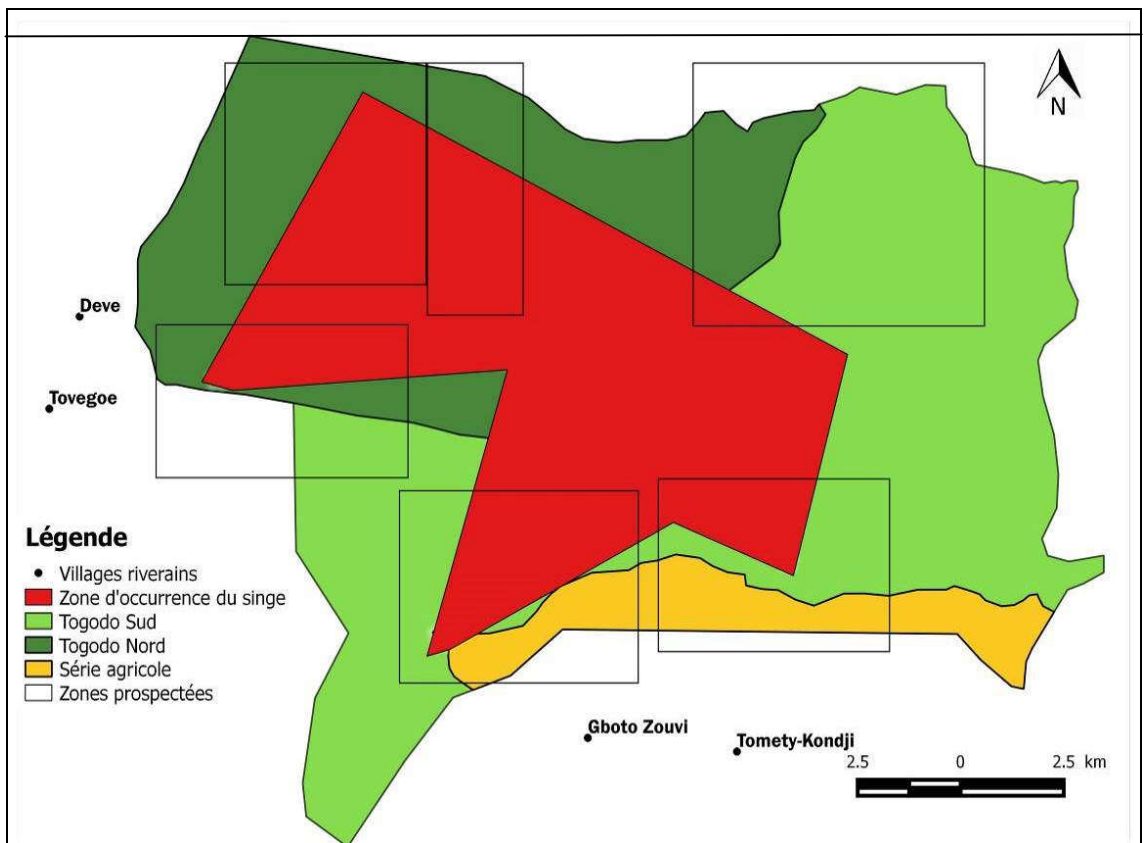 N
Deve
Tovegoe
Légende
Villages riverains
Zone d'occurrence du singe
Togodo Sud
Togodo Nord
Série agricole
Zones prospectées
Gboto Zouvi
Tomety-Kondji
2.5 0 2.5 km